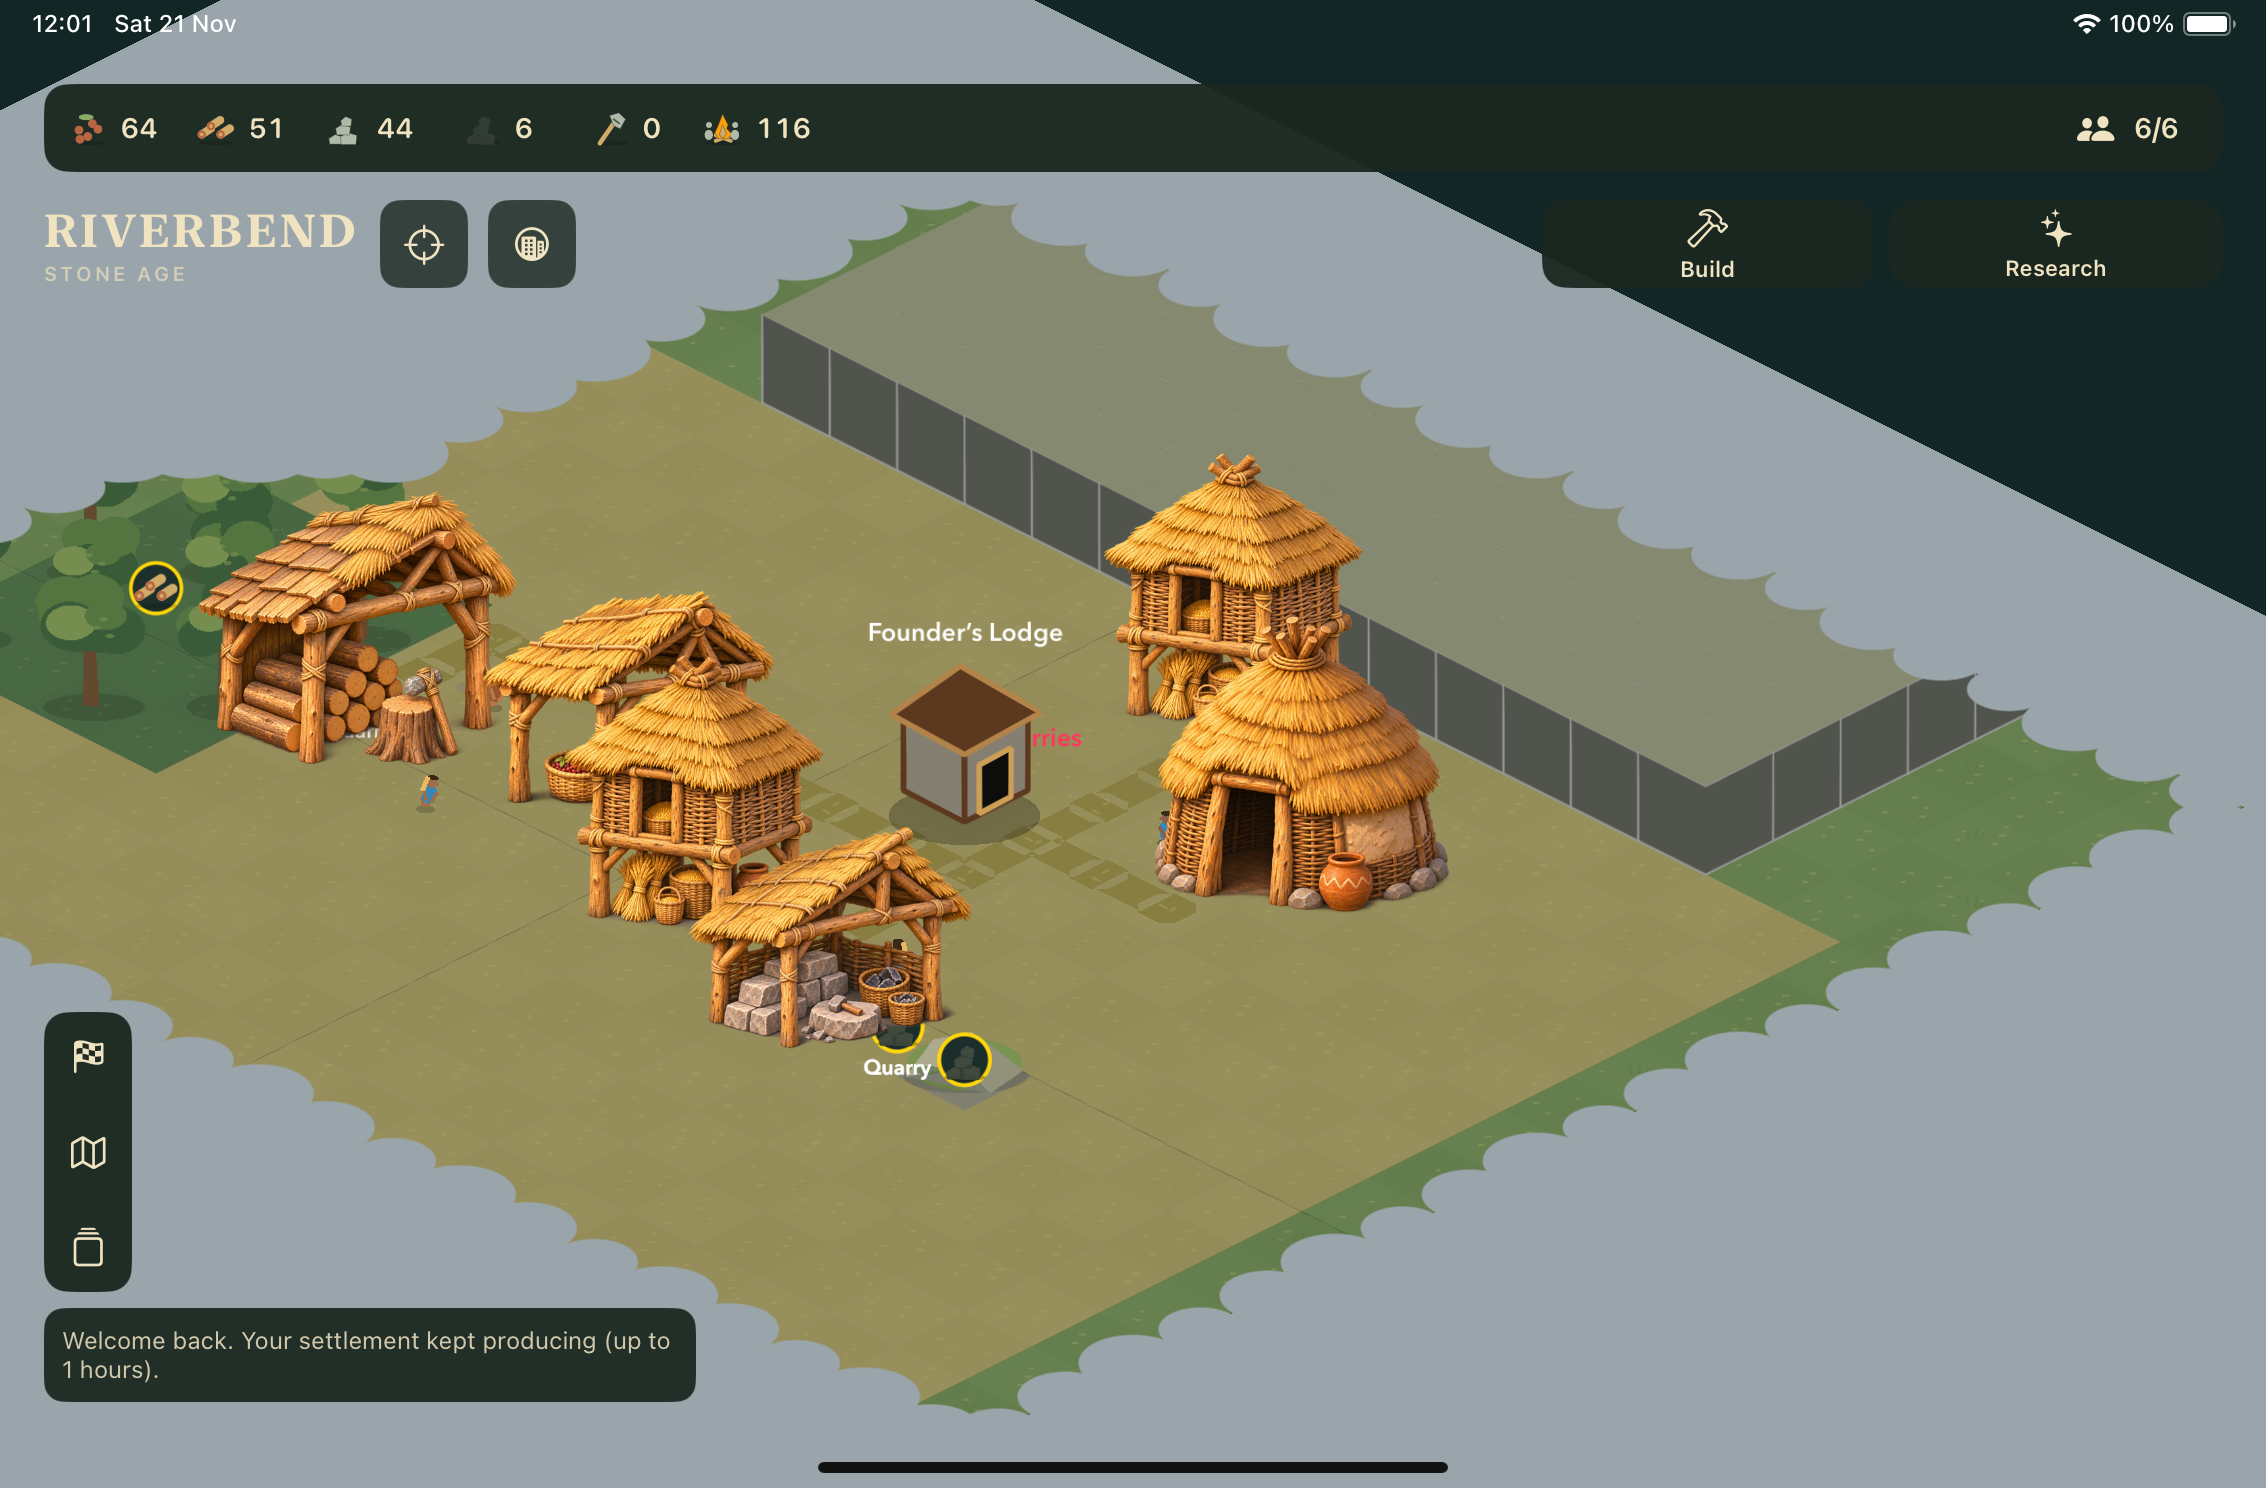 12:01 Sat 21 Nov
100%
64 51 44 6 0 116 6/6
RIVERBEND
STONE AGE
Build
Research
Founder’s Lodge
Quarry
Welcome back. Your settlement kept producing (up to
1 hours).